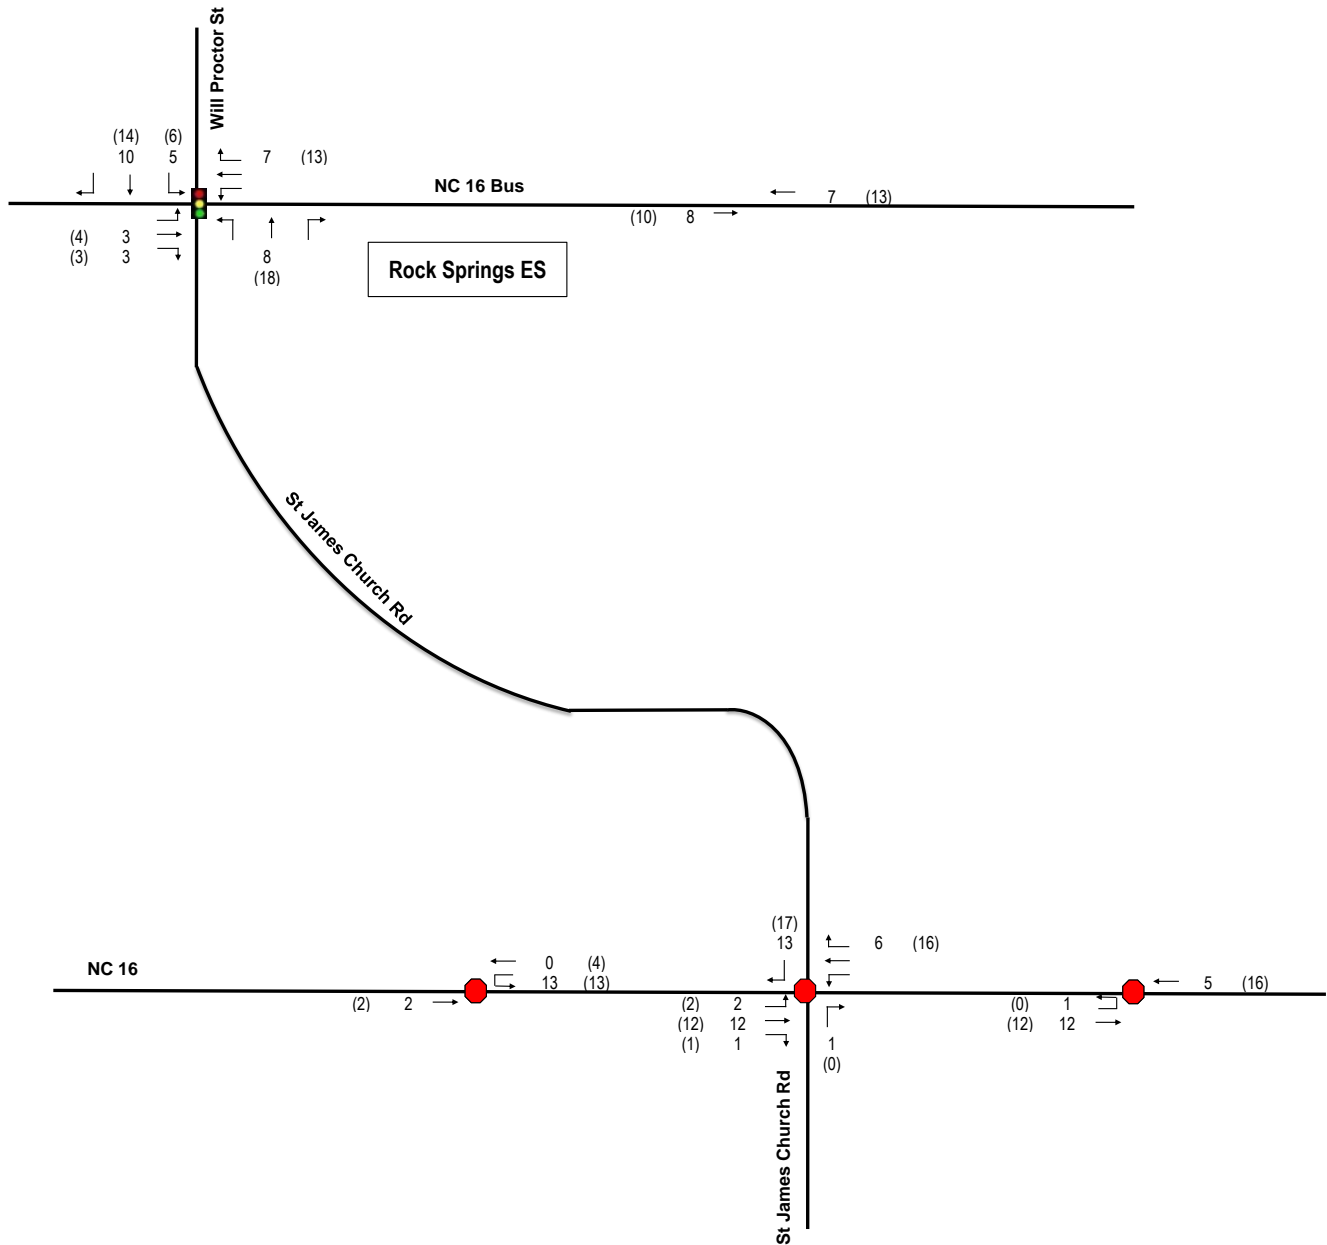 Will Proctor St
(14) (6)
10 5 7 (13)
NC 16 Bus
7 (13)
(10) 8
(4) 3
(3) 3 8
(18)
Rock Springs ES
St James Church Rd
(17)
13 6 (16)
NC 16
0 (4)
13 (13)
(2) 2
5 (16)
(2) 2
(12) 12
(1) 1
(0) 1
(12) 12
1
(0)
St James Church Rd